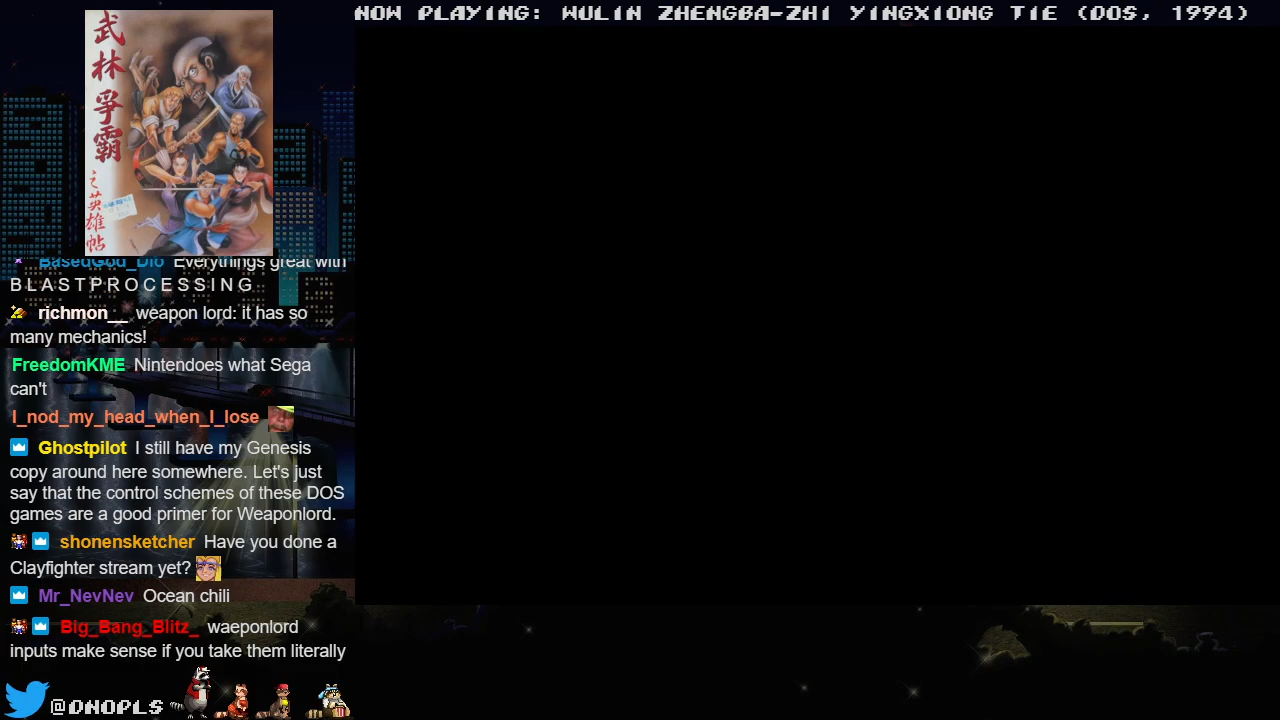 NOW PLAYING: WULIN ZHENGBA-ZHI YINGXIONG TIE (DOS, 1994)
武林爭霸
之英雄帖
BasedGod_Dio Everythings great with
B L A S T P R O C E S S I N G
richmon__ weapon lord: it has so
many mechanics!
FreedomKME Nintendoes what Sega
can't
I_nod_my_head_when_I_lose
Ghostpilot I still have my Genesis
copy around here somewhere. Let's just
say that the control schemes of these DOS
games are a good primer for Weaponlord.
shonensketcher Have you done a
Clayfighter stream yet?
Mr_NevNev Ocean chili
Big_Bang_Blitz_ waeponlord
inputs make sense if you take them literally
@OHOPLS